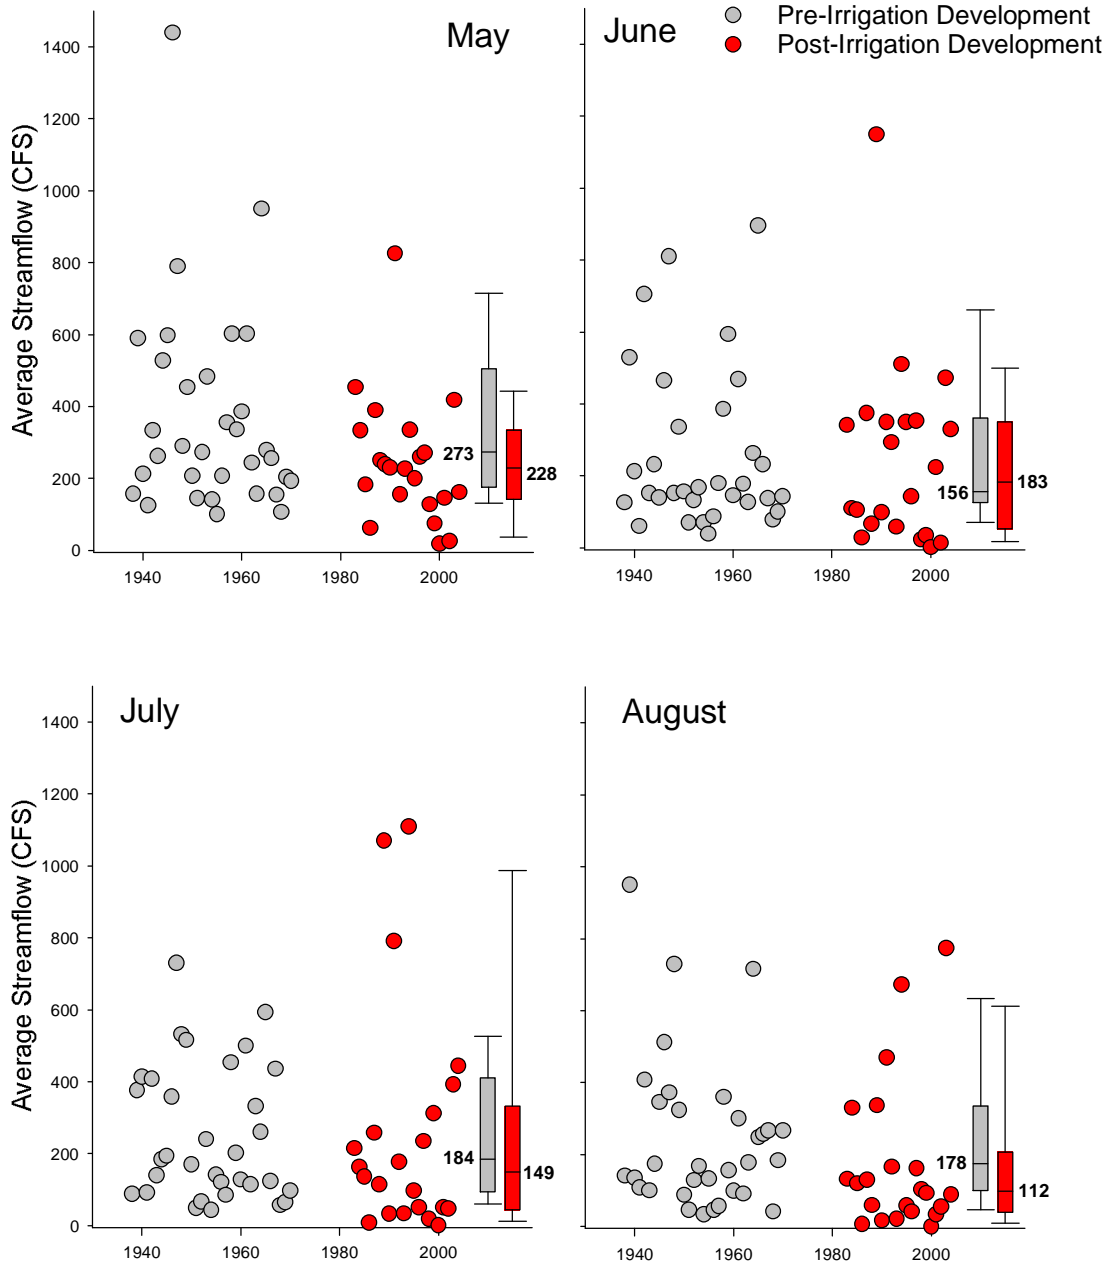 May
June
Pre-Irrigation Development
Post-Irrigation Development
Average Streamflow (CFS)
1400
1200
1000
800
600
400
200
0
273
228
156
183
1940 1960 1980 2000
1940 1960 1980 2000
July
August
Average Streamflow (CFS)
1400
1200
1000
800
600
400
200
0
184
149
178
112
1940 1960 1980 2000
1940 1960 1980 2000